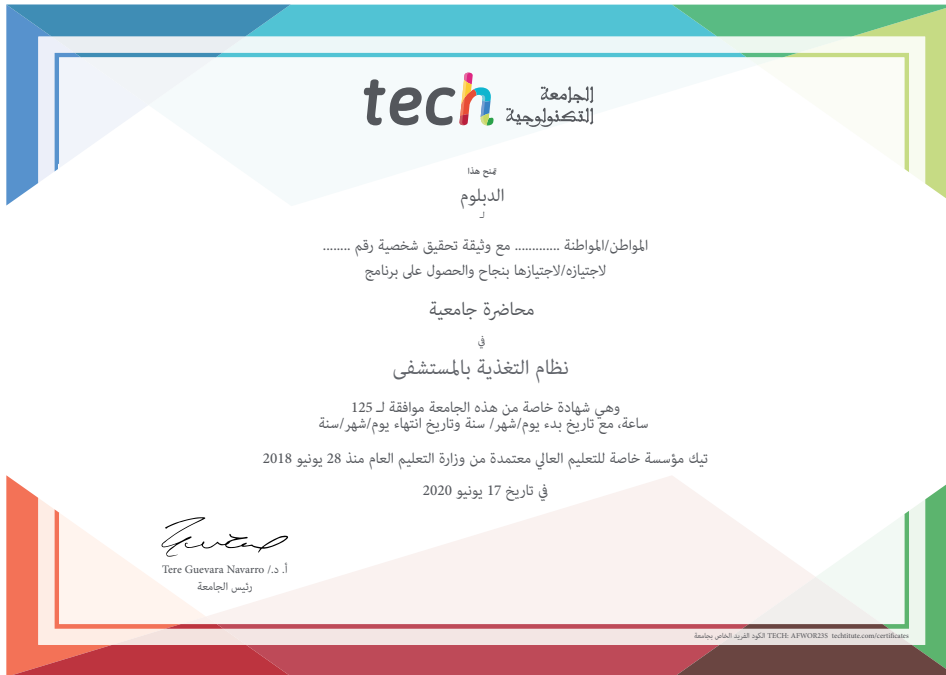 tech الجامعة
التكنولوجية
يمنح هذا
الدبلوم
لـ
المواطن/المواطنة ............ مع وثيقة تحقيق شخصية رقم ........
لاجتيازه/لاجتيازها بنجاح والحصول على برنامج
محاضرة جامعية
في
نظام التغذية بالمستشفى
وهي شهادة خاصة من هذه الجامعة موافقة لـ 125
ساعة، مع تاريخ بدء يوم/شهر/ سنة وتاريخ انتهاء يوم/شهر/سنة
تيك مؤسسة خاصة للتعليم العالي معتمدة من وزارة التعليم العام منذ 28 يونيو 2018
في تاريخ 17 يونيو 2020
أ. د./ Tere Guevara Navarro
رئيس الجامعة
الكود الفريد الخاص بجامعة TECH: AFWOR23S techtitute.com/certificates